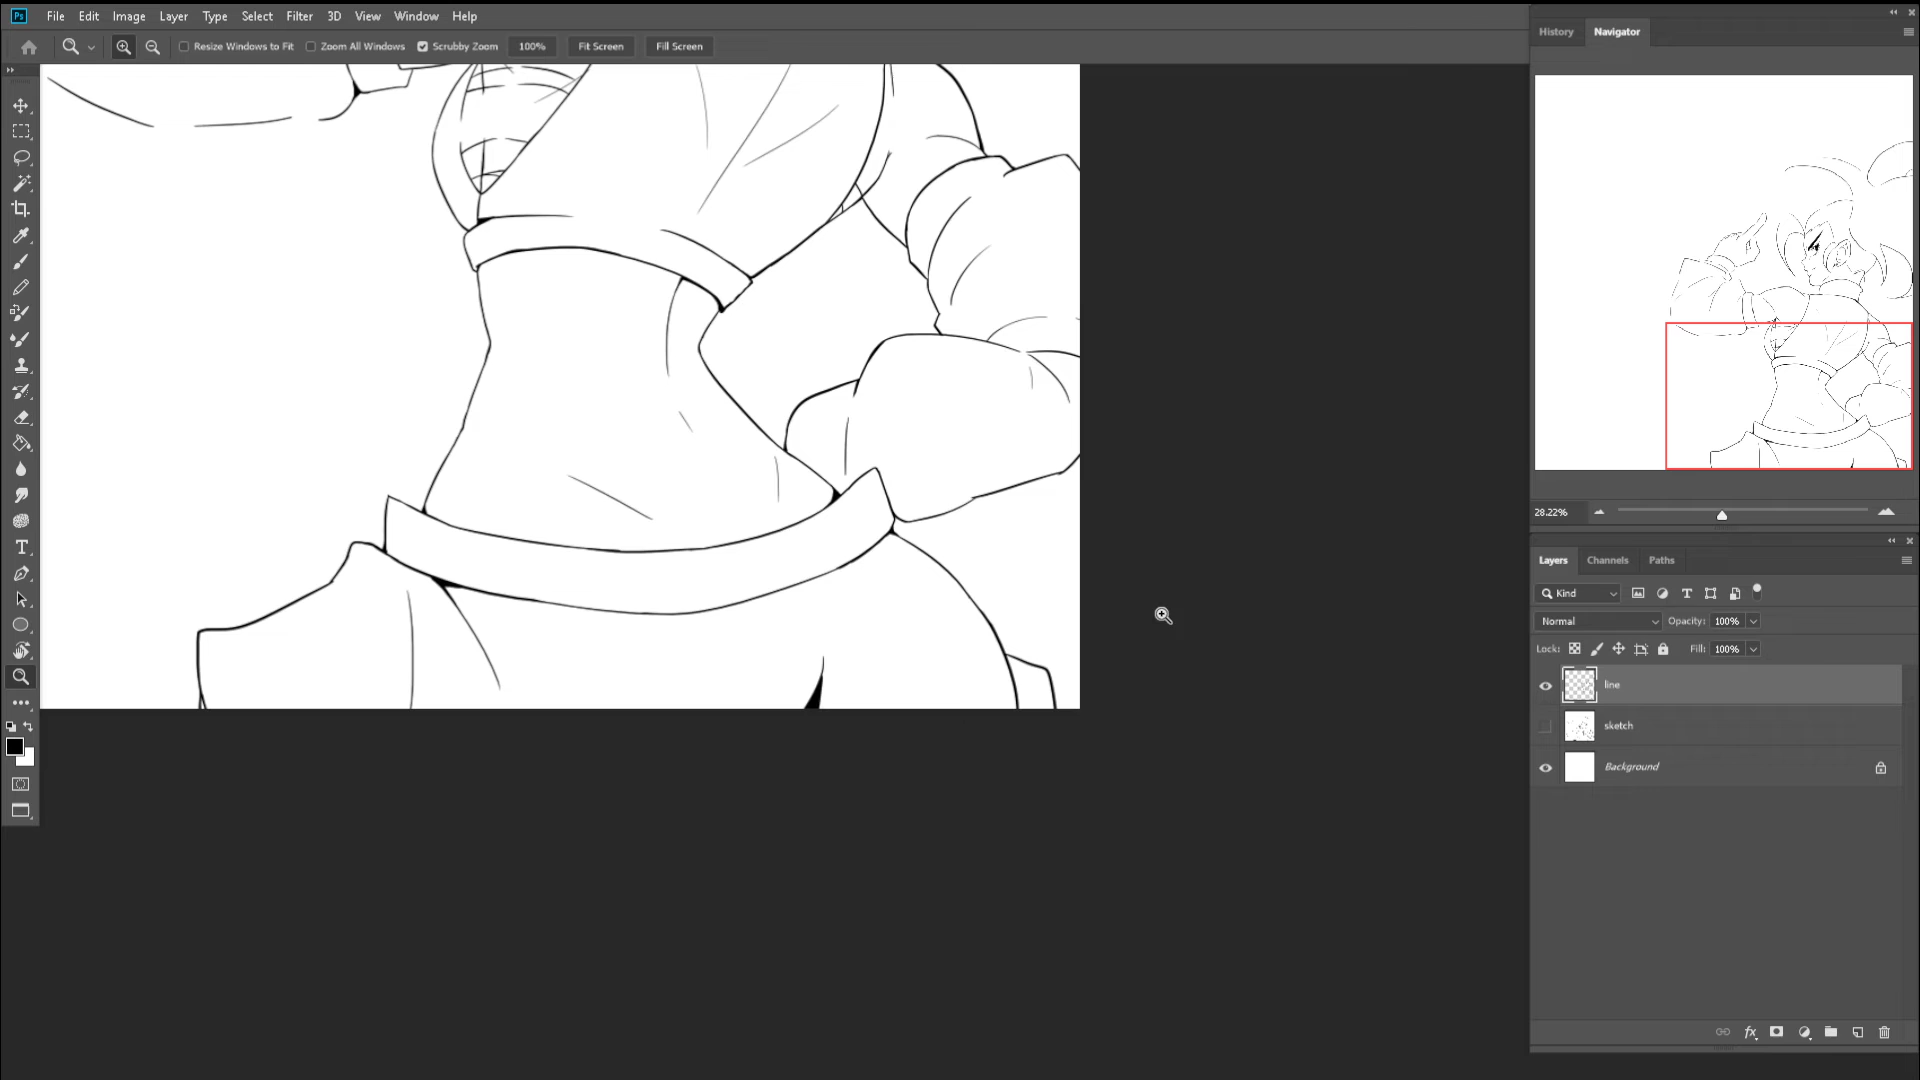 Ps File Edit Image Layer Type Select Filter 3D View Window Help
Resize Windows to Fit Zoom All Windows Scrubby Zoom 100% Fit Screen Fill Screen
History Navigator
28.22%
Layers Channels Paths
Kind
Normal Opacity: 100%
Lock: Fill: 100%
line
sketch
Background
fx